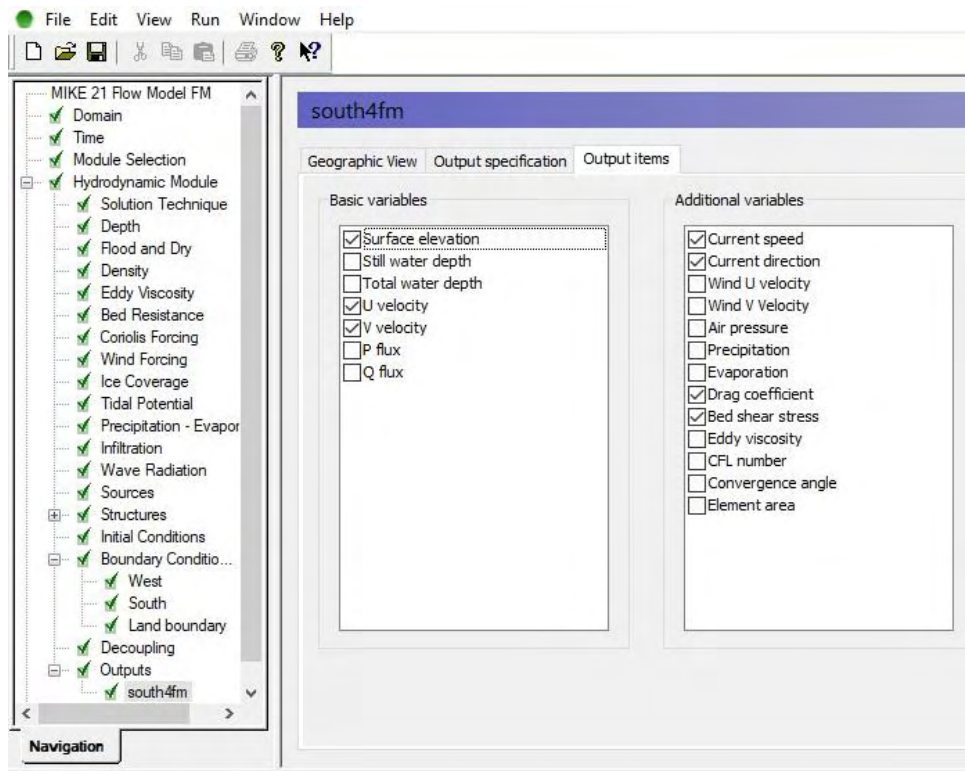 File Edit View Run Window Help
MIKE 21 Flow Model FM
Domain
Time
Module Selection
Hydrodynamic Module
Solution Technique
Depth
Flood and Dry
Density
Eddy Viscosity
Bed Resistance
Coriolis Forcing
Wind Forcing
Ice Coverage
Tidal Potential
Precipitation - Evapor
Infiltration
Wave Radiation
Sources
Structures
Initial Conditions
Boundary Conditio...
West
South
Land boundary
Decoupling
Outputs
south4fm
Navigation
south4fm
Geographic View Output specification Output items
Basic variables
Surface elevation
Still water depth
Total water depth
U velocity
V velocity
P flux
Q flux
Additional variables
Current speed
Current direction
Wind U velocity
Wind V Velocity
Air pressure
Precipitation
Evaporation
Drag coefficient
Bed shear stress
Eddy viscosity
CFL number
Convergence angle
Element area